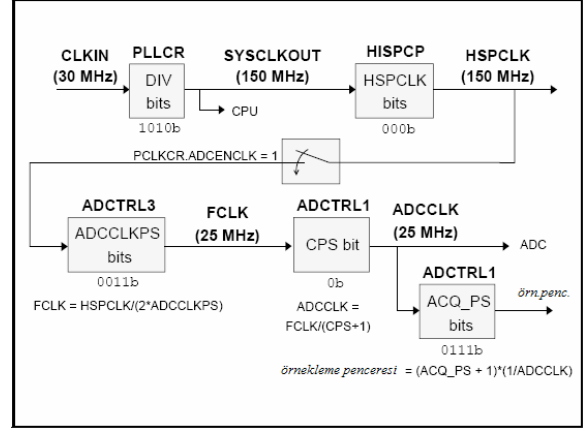 CLKIN
(30 MHz)
PLLCR
DIV
bits
1010b
SYSCLKOUT
(150 MHz)
CPU
HISPCP
HSPCLK
bits
000b
HSPCLK
(150 MHz)
PCLKCR.ADCENCLK = 1
ADCTRL3
ADCCLKPS
bits
0011b
FCLK = HSPCLK/(2*ADCCLKPS)
FCLK
(25 MHz)
ADCTRL1
CPS bit
0b
ADCCLK =
FCLK/(CPS+1)
ADCCLK
(25 MHz)
ADC
ADCTRL1
ACQ_PS
bits
0111b
örn.penc.
örnekleme penceresi = (ACQ_PS + 1)*(1/ADCCLK)